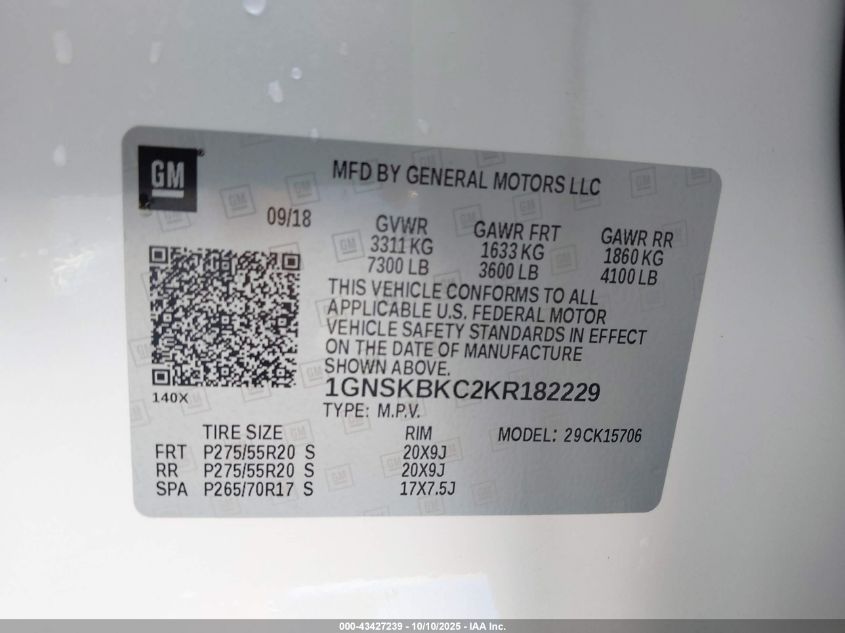 GM
MFD BY GENERAL MOTORS LLC
09/18
GVWR GAWR FRT GAWR RR
3311 KG 1633 KG 1860 KG
7300 LB 3600 LB 4100 LB
THIS VEHICLE CONFORMS TO ALL
APPLICABLE U.S. FEDERAL MOTOR
VEHICLE SAFETY STANDARDS IN EFFECT
ON THE DATE OF MANUFACTURE
SHOWN ABOVE.
1GNSKBKC2KR182229
140X
TYPE: M.P.V.
TIRE SIZE RIM MODEL: 29CK15706
FRT P275/55R20 S 20X9J
RR P275/55R20 S 20X9J
SPA P265/70R17 S 17X7.5J
000-43427239 - 10/10/2025 - IAA Inc.